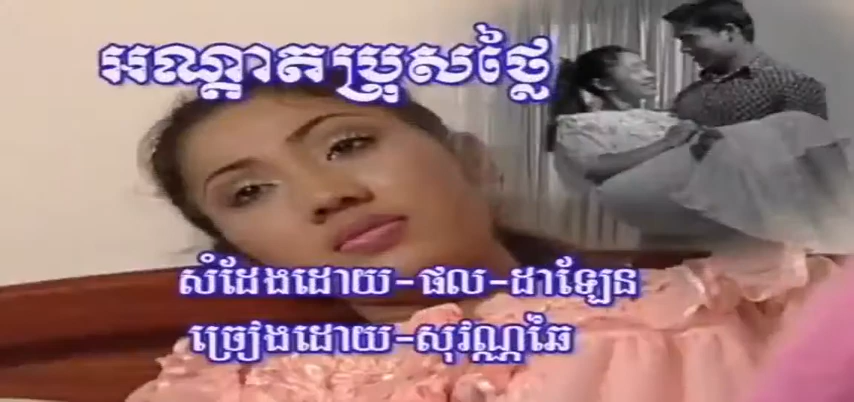 អណ្ដាតប្រុសថ្លៃ
សំដែងដោយ-ផល-ដាឡែន
ច្រៀងដោយ-សុវណ្ណឆៃ